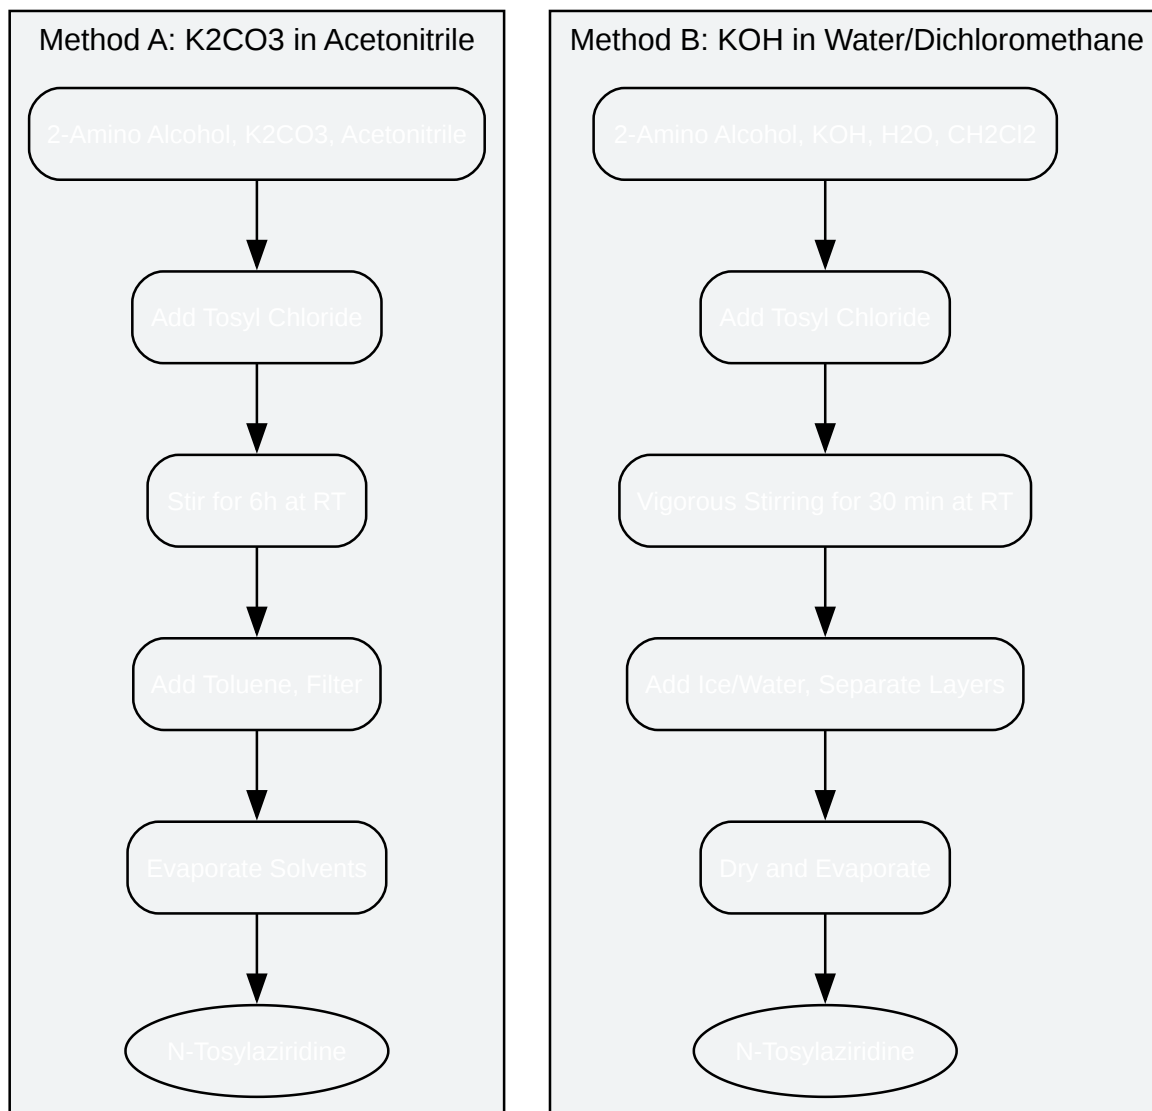 Method A: K2CO3 in Acetonitrile
2-Amino Alcohol, K2CO3, Acetonitrile
Add Tosyl Chloride
Stir for 6h at RT
Add Toluene, Filter
Evaporate Solvents
N-Tosylaziridine
Method B: KOH in Water/Dichloromethane
2-Amino Alcohol, KOH, H2O, CH2Cl2
Add Tosyl Chloride
Vigorous Stirring for 30 min at RT
Add Ice/Water, Separate Layers
Dry and Evaporate
N-Tosylaziridine